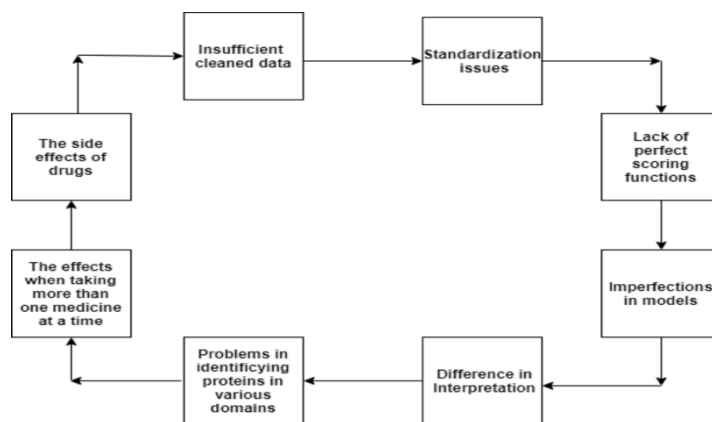 Insufficient
cleaned data
Standardization
issues
Lack of
perfect
scoring
functions
Imperfections
in models
Difference in
Interpretation
Problems in
identificying
proteins in
various
domains
The effects
when taking
more than
one medicine
at a time
The side
effects of
drugs